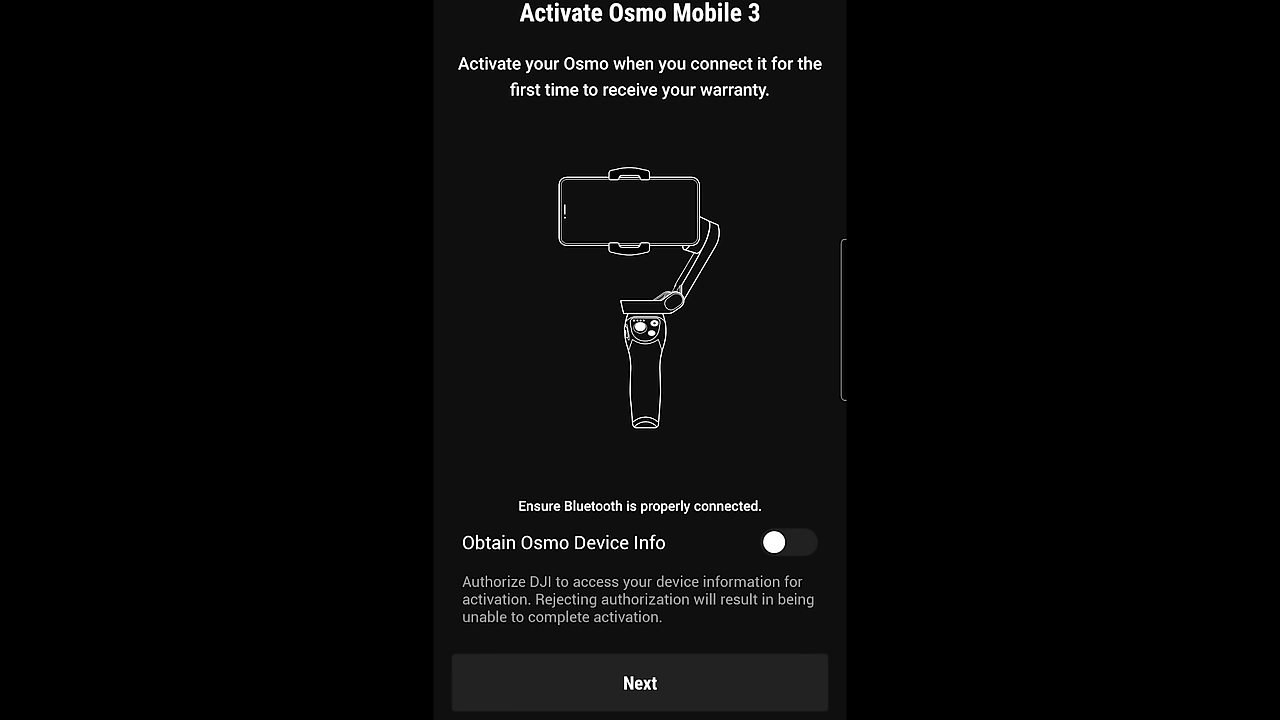 Activate Osmo Mobile 3
Activate your Osmo when you connect it for the
first time to receive your warranty.
Ensure Bluetooth is properly connected.
Obtain Osmo Device Info
Authorize DJI to access your device information for
activation. Rejecting authorization will result in being
unable to complete activation.
Next